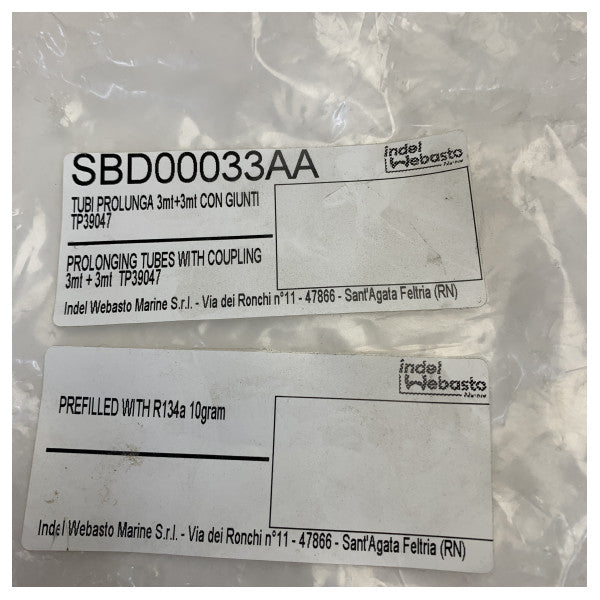 SBD00033AA
indel
Webasto
Marine
TUBI PROLUNGA 3mt+3mt CON GIUNTI
TP39047
PROLONGING TUBES WITH COUPLING
3mt + 3mt TP39047
Indel Webasto Marine S.r.l. - Via dei Ronchi n°11 - 47866 - Sant'Agata Feltria (RN)
indel
Webasto
Marine
PREFILLED WITH R134a 10gram
Indel Webasto Marine S.r.l. - Via dei Ronchi n°11 - 47866 - Sant'Agata Feltria (RN)